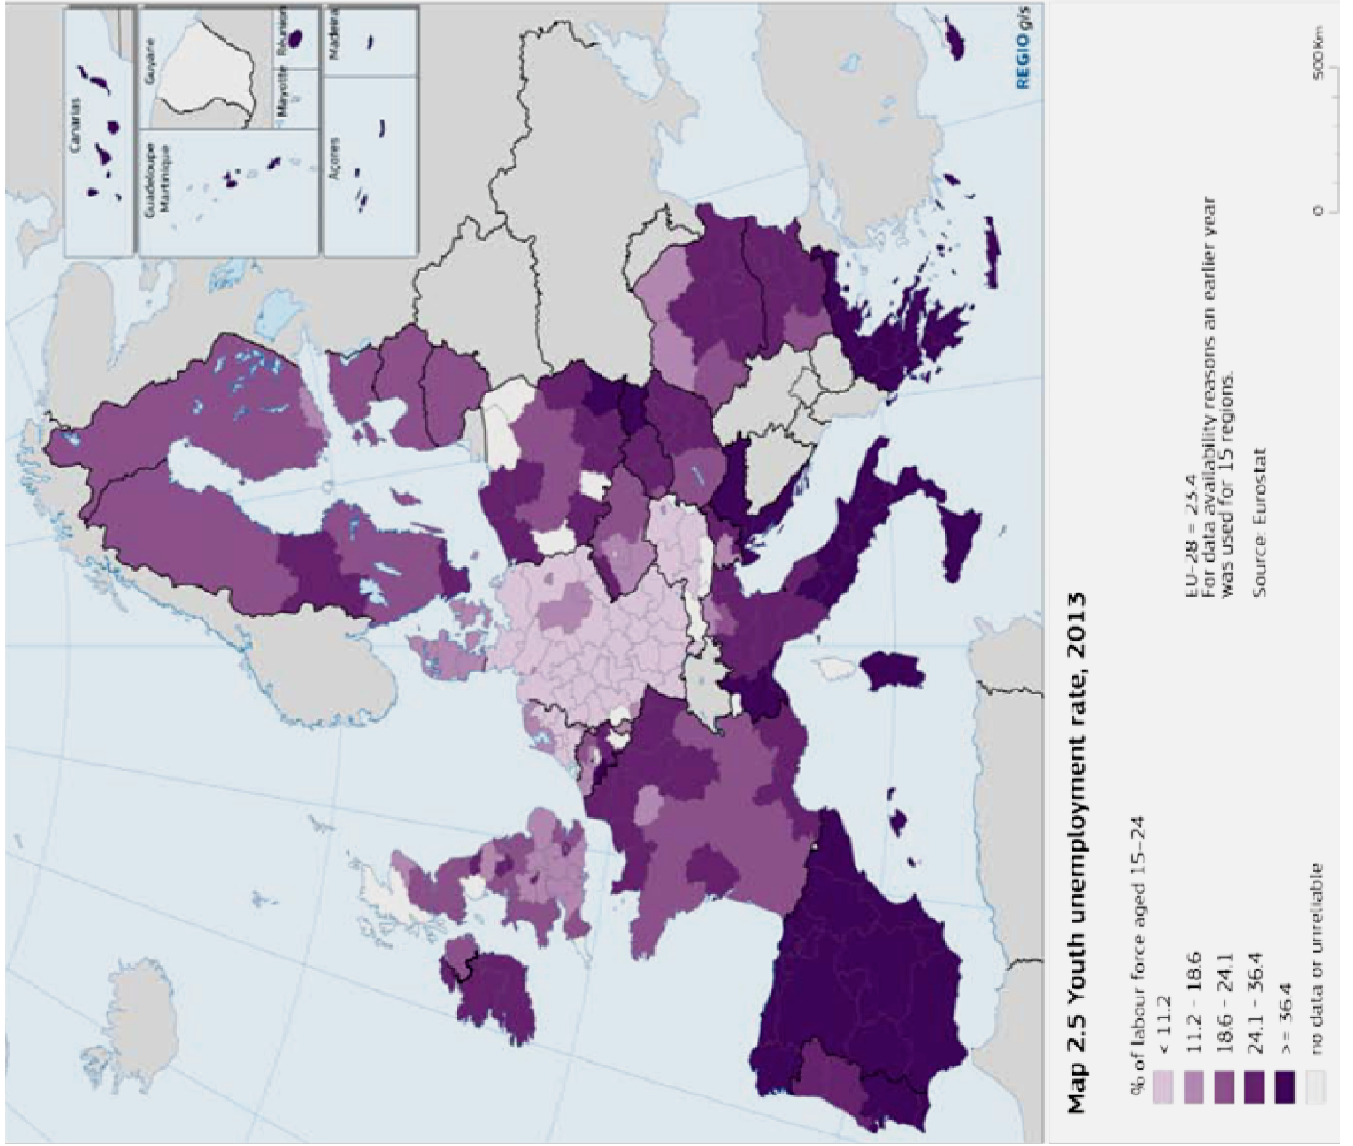 Canarias
Guadeloupe
Martinique
Guyane
Mayotte
Réunion
Açores
Madeira
REGIO gis
Map 2.5 Youth unemployment rate, 2013
% of labour force aged 15-24
< 11.2
11.2 - 18.6
18.6 - 24.1
24.1 - 36.4
>= 36.4
no data or unreliable
EU-28 = 23.4
For data availability reasons an earlier year
was used for 15 regions.
Source: Eurostat
0
500 Km